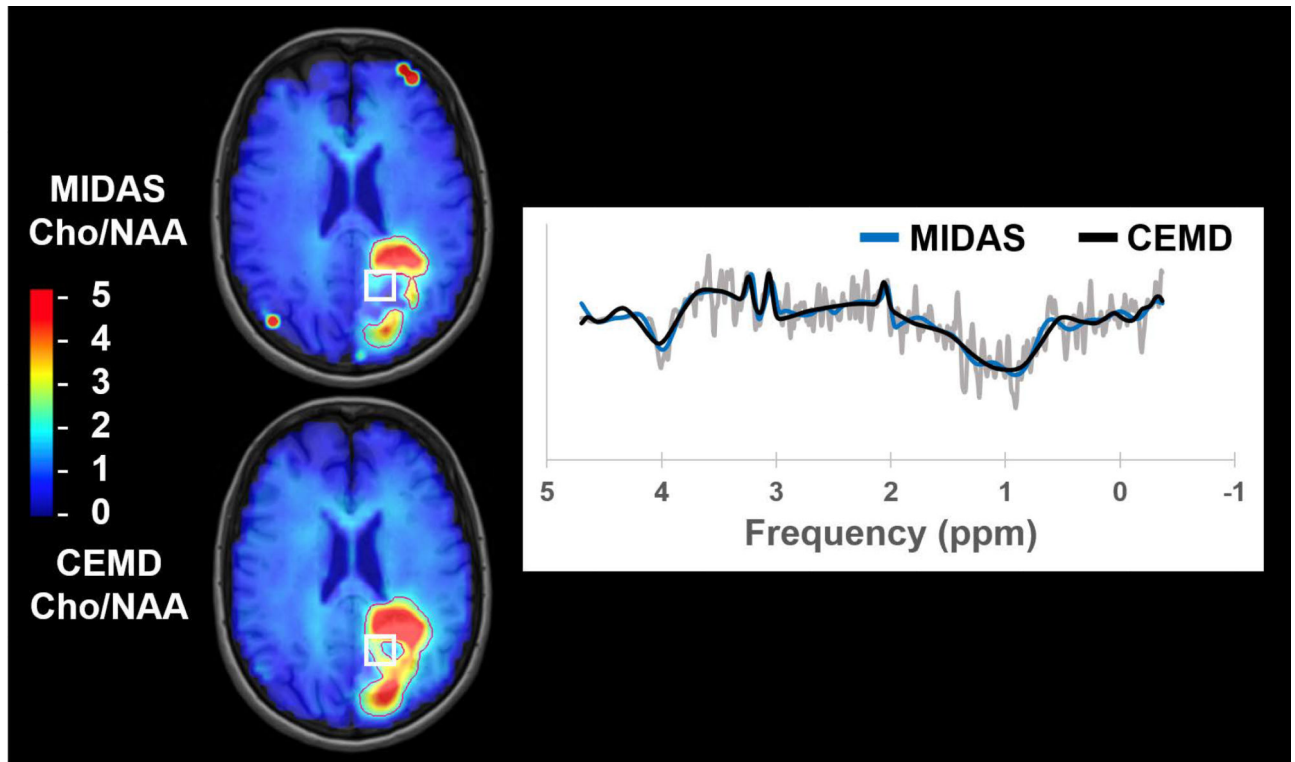 MIDAS
Cho/NAA
- 5
- 4
- 3
- 2
- 1
- 0
CEMD
Cho/NAA
MIDAS
CEMD
5 4 3 2 1 0 -1
Frequency (ppm)